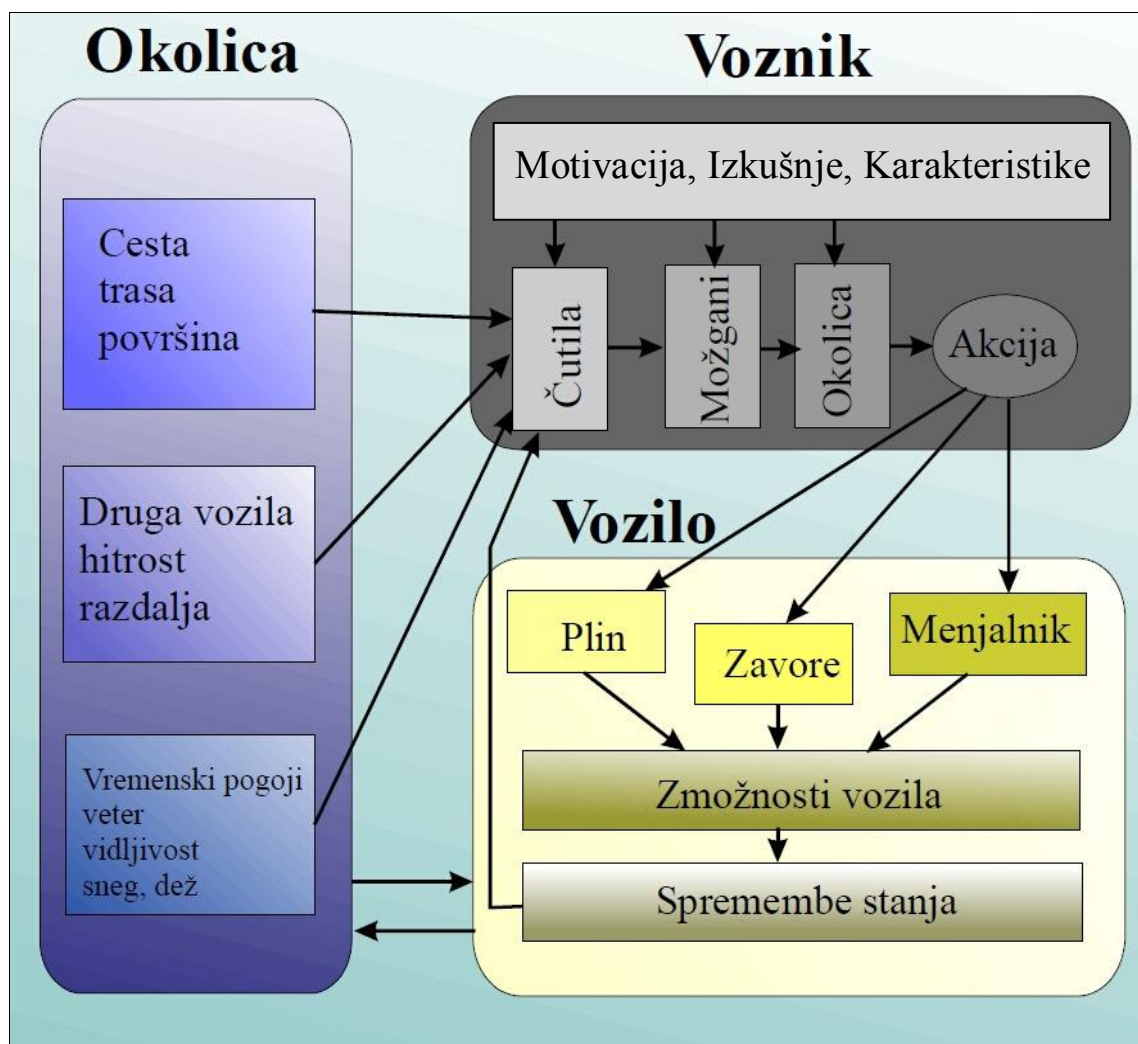 Okolica
Cesta
trasa
površina
Druga vozila
hitrost
razdalja
Vremenski pogoji
veter
vidljivost
sneg, dež
Voznik
Motivacija, Izkušnje, Karakteristike
Čutila
Možgani
Okolica
Akcija
Vozilo
Plin
Zavore
Menjalnik
Zmožnosti vozila
Spremembe stanja